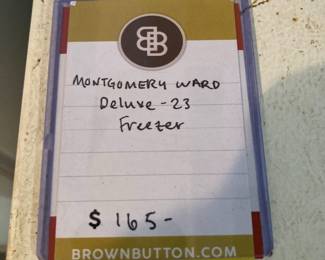 MONTGOMERY WARD
Deluxe - 23
Freezer
$ 165-
BROWNBUTTON.COM